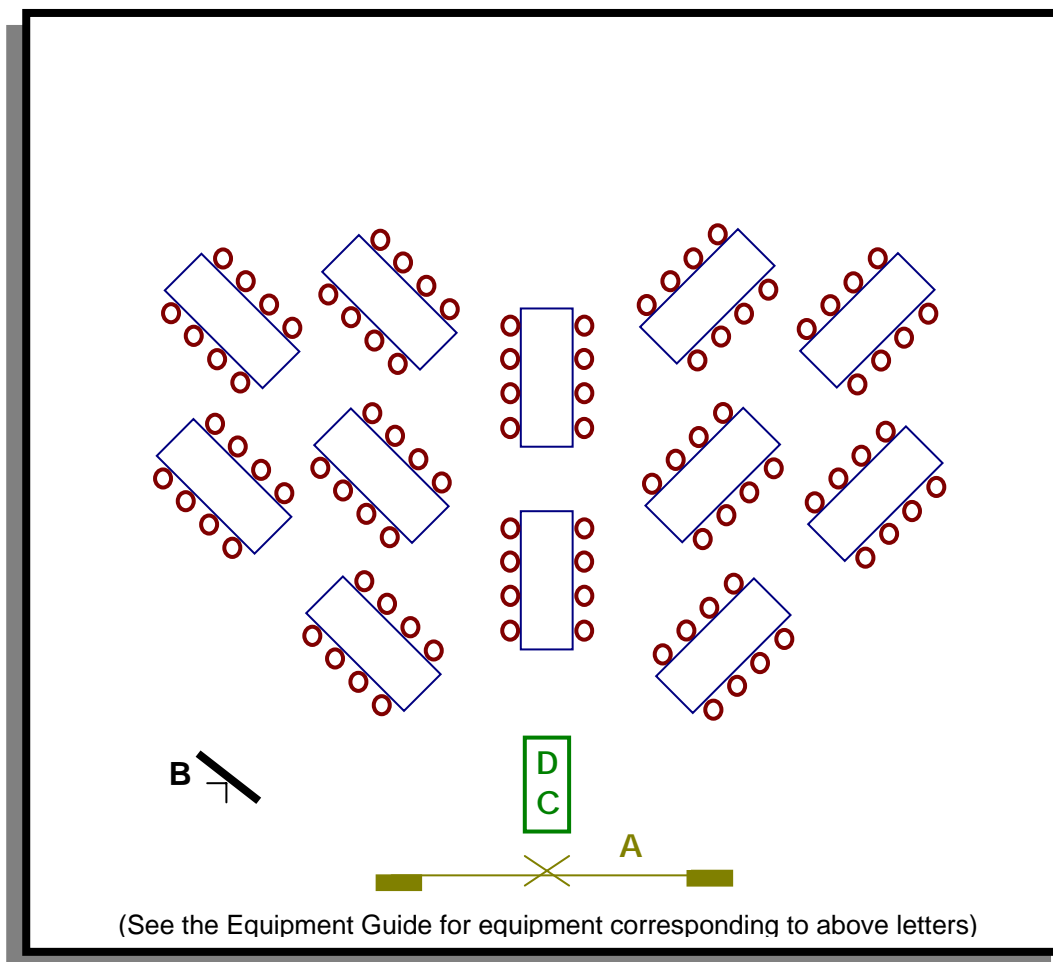 D
B
C
A
(See the Equipment Guide for equipment corresponding to above letters)